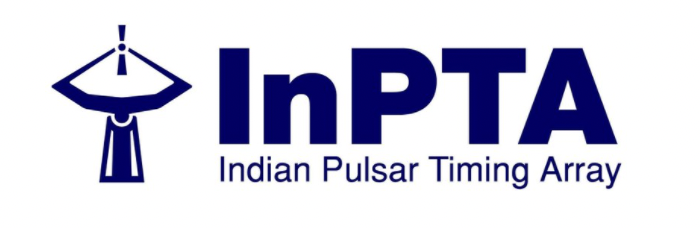 InPTA
Indian Pulsar Timing Array